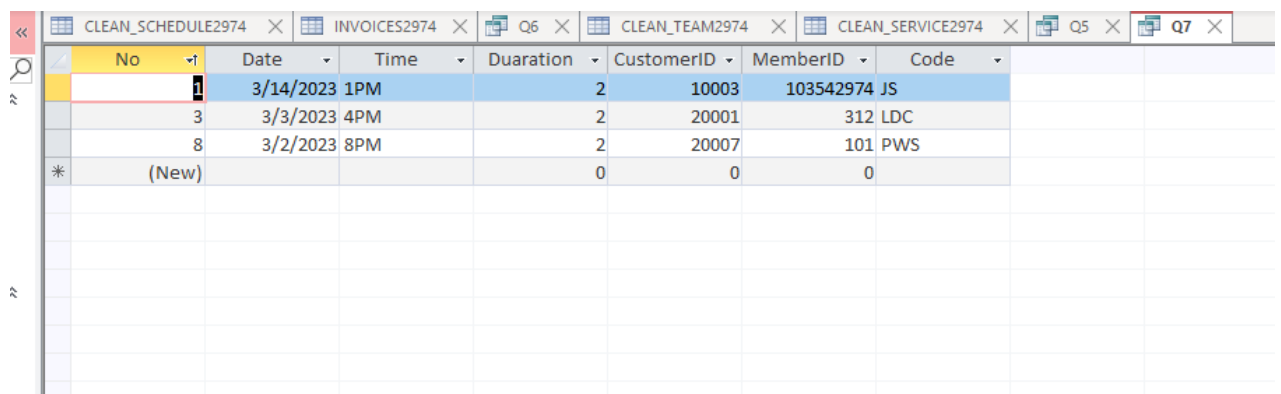 CLEAN_SCHEDULE2974 INVOICES2974 Q6 CLEAN_TEAM2974 CLEAN_SERVICE2974 Q5 Q7
No Date Time Duaration CustomerID MemberID Code
1 3/14/2023 1PM 2 10003 103542974 JS
3 3/3/2023 4PM 2 20001 312 LDC
8 3/2/2023 8PM 2 20007 101 PWS
(New) 0 0 0